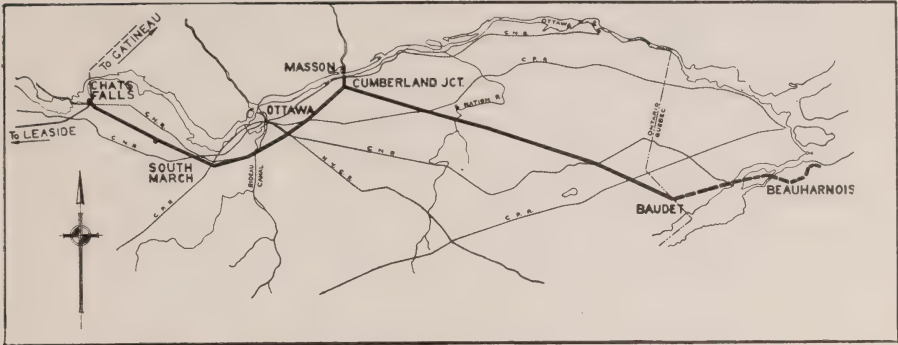 To GATINEAU
CHATS
FALLS
To LEASIDE
C.N.R.
C.N.R.
SOUTH
MARCH
C.P.R.
OTTAWA
RIDEAU
CANAL
MASSON
CUMBERLAND JCT.
OTTAWA R.
C.N.R.
C.P.R.
NATION R.
C.N.R.
N.Y.C.R.
C.P.R.
ONTARIO
QUEBEC
BAUDET
BEAUHARNOIS